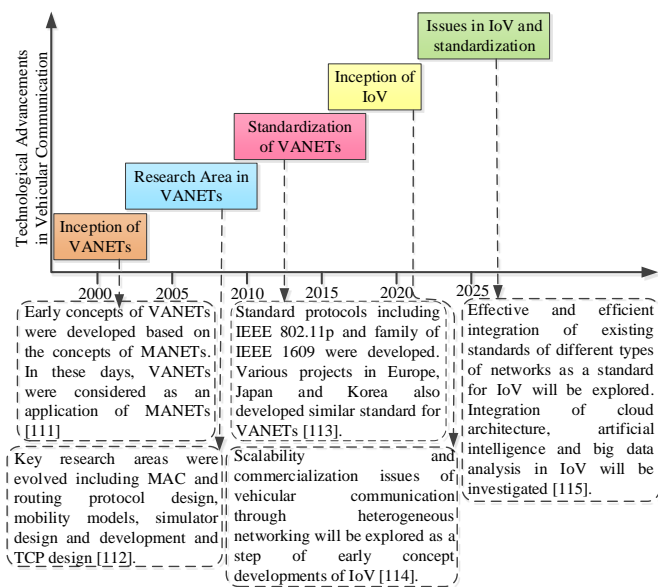 Technological Advancements
in Vehicular Communication
Issues in IoV and
standardization
Inception of
IoV
Standardization
of VANETs
Research Area in
VANETs
Inception of
VANETs
2000
2005
2010
2015
2020
2025
Early concepts of VANETs
were developed based on
the concepts of MANETs.
In these days, VANETs
were considered as an
application of MANETs
[111]
Key research areas were
evolved including MAC and
routing protocol design,
mobility models, simulator
design and development and
TCP design [112].
Standard protocols including
IEEE 802.11p and family of
IEEE 1609 were developed.
Various projects in Europe,
Japan and Korea also
developed similar standard for
VANETs [113].
Scalability and
commercialization issues of
vehicular communication
through heterogeneous
networking will be explored as a
step of early concept
developments of IoV [114].
Effective and efficient
integration of existing
standards of different types
of networks as a standard
for IoV will be explored.
Integration of cloud
architecture, artificial
intelligence and big data
analysis in IoV will be
investigated [115].